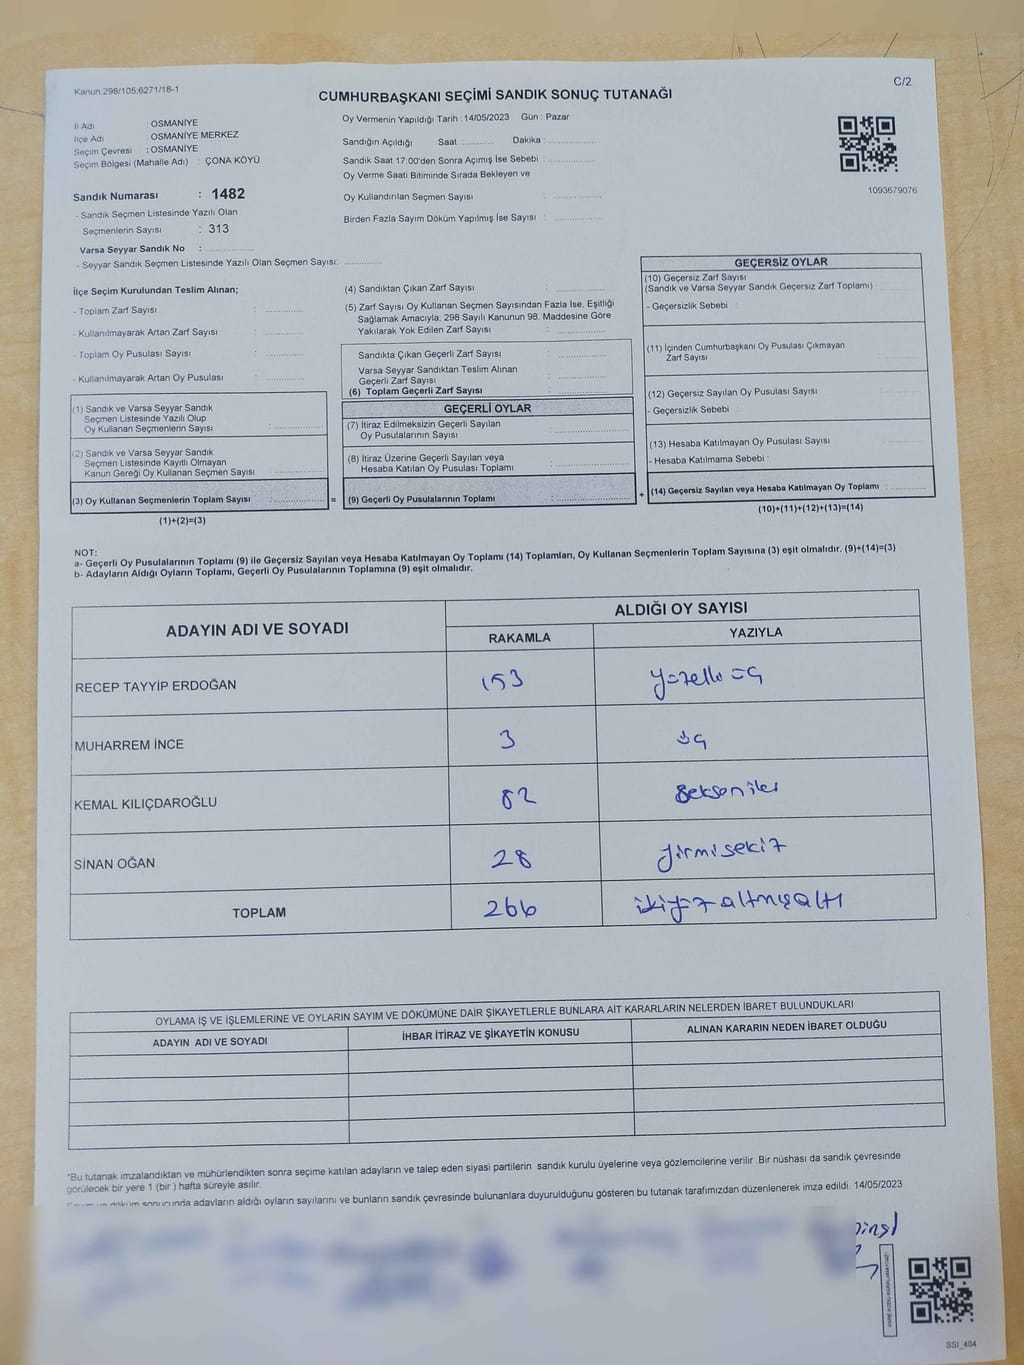 Kanun 298/105;6271/18-1
C/2
CUMHURBAŞKANI SEÇİMİ SANDIK SONUÇ TUTANAĞI
İl Adı : OSMANİYE
İlçe Adı : OSMANİYE MERKEZ
Seçim Çevresi : OSMANİYE
Seçim Bölgesi (Mahalle Adı) : ÇONA KÖYÜ
Sandık Numarası : 1482
- Sandık Seçmen Listesinde Yazılı Olan
Seçmenlerin Sayısı : 313
Varsa Seyyar Sandık No : ..............
- Seyyar Sandık Seçmen Listesinde Yazılı Olan Seçmen Sayısı: ..............
Oy Vermenin Yapıldığı Tarih : 14/05/2023 Gün : Pazar
Sandığın Açıldığı Saat ............ Dakika : ..............
Sandık Saat 17:00'den Sonra Açımış İse Sebebi : ..............
Oy Verme Saati Bitiminde Sırada Bekleyen ve
Oy Kullandırılan Seçmen Sayısı : ..............
Birden Fazla Sayım Döküm Yapılmış İse Sayısı : ..............
1093679076
İlçe Seçim Kurulundan Teslim Alınan;
- Toplam Zarf Sayısı : ..............
- Kullanılmayarak Artan Zarf Sayısı : ..............
- Toplam Oy Pusulası Sayısı : ..............
- Kullanılmayarak Artan Oy Pusulası : ..............
(1) Sandık ve Varsa Seyyar Sandık
Seçmen Listesinde Yazılı Olup
Oy Kullanan Seçmenlerin Sayısı : ..............
(2) Sandık ve Varsa Seyyar Sandık
Seçmen Listesinde Kayıtlı Olmayan
Kanun Gereği Oy Kullanan Seçmen Sayısı : ..............
(3) Oy Kullanan Seçmenlerin Toplam Sayısı : ..............
(1)+(2)=(3)
(4) Sandıktan Çıkan Zarf Sayısı : ..............
(5) Zarf Sayısı Oy Kullanan Seçmen Sayısından Fazla İse, Eşitliği
Sağlamak Amacıyla; 298 Sayılı Kanunun 98. Maddesine Göre
Yakılarak Yok Edilen Zarf Sayısı : ..............
Sandıkta Çıkan Geçerli Zarf Sayısı : ..............
Varsa Seyyar Sandıktan Teslim Alınan
Geçerli Zarf Sayısı : ..............
(6) Toplam Geçerli Zarf Sayısı : ..............
GEÇERLİ OYLAR
(7) İtiraz Edilmeksizin Geçerli Sayılan
Oy Pusulalarının Sayısı : ..............
(8) İtiraz Üzerine Geçerli Sayılan veya
Hesaba Katılan Oy Pusulası Toplamı : ..............
= (9) Geçerli Oy Pusulalarının Toplamı : ..............
GEÇERSİZ OYLAR
(10) Geçersiz Zarf Sayısı
(Sandık ve Varsa Seyyar Sandık Geçersiz Zarf Toplamı) :
- Geçersizlik Sebebi :
(11) İçinden Cumhurbaşkanı Oy Pusulası Çıkmayan
Zarf Sayısı
(12) Geçersiz Sayılan Oy Pusulası Sayısı
- Geçersizlik Sebebi :
(13) Hesaba Katılmayan Oy Pusulası Sayısı
- Hesaba Katılmama Sebebi :
+ (14) Geçersiz Sayılan veya Hesaba Katılmayan Oy Toplamı : ..............
(10)+(11)+(12)+(13)=(14)
NOT:
a- Geçerli Oy Pusulalarının Toplamı (9) ile Geçersiz Sayılan veya Hesaba Katılmayan Oy Toplamı (14) Toplamları, Oy Kullanan Seçmenlerin Toplam Sayısına (3) eşit olmalıdır. (9)+(14)=(3)
b- Adayların Aldığı Oyların Toplamı, Geçerli Oy Pusulalarının Toplamına (9) eşit olmalıdır.
ADAYIN ADI VE SOYADI
ALDIĞI OY SAYISI
RAKAMLA YAZIYLA
RECEP TAYYİP ERDOĞAN 153 yüzelli üç
MUHARREM İNCE 3 üç
KEMAL KILIÇDAROĞLU 82 Seksen iki
SİNAN OĞAN 28 yirmisekiz
TOPLAM 266 ikiyüz altmışaltı
OYLAMA İŞ VE İŞLEMLERİNE VE OYLARIN SAYIM VE DÖKÜMÜNE DAİR ŞİKAYETLERLE BUNLARA AİT KARARLARIN NELERDEN İBARET BULUNDUKLARI
ADAYIN ADI VE SOYADI İHBAR İTİRAZ VE ŞİKAYETİN KONUSU ALINAN KARARIN NEDEN İBARET OLDUĞU
*Bu tutanak imzalandıktan ve mühürlendikten sonra seçime katılan adayların ve talep eden siyasi partilerin sandık kurulu üyelerine veya gözlemcilerine verilir .Bir nüshası da sandık çevresinde
görülecek bir yere 1 (bir ) hafta süreyle asılır.
Sayım ve döküm sonucunda adayların aldığı oyların sayılarını ve bunların sandık çevresinde bulunanlara duyurulduğunu gösteren bu tutanak tarafımızdan düzenlenerek imza edildi. 14/05/2023
SSI_404